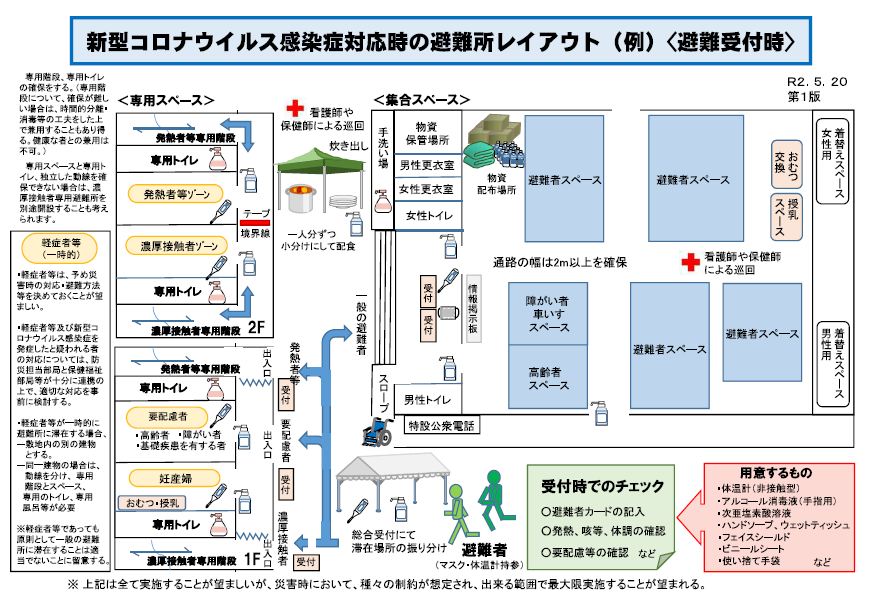 新型コロナウイルス感染症対応時の避難所レイアウト（例）〈避難受付時〉
R2．5．20
第1版
専用階段、専用トイレ
の確保をする。（専用階
段について、確保が難し
い場合は、時間的分離・
消毒等の工夫をした上
で兼用することもあり得
る。健康な者との兼用は
不可。）
専用スペースと専用ト
イレ、独立した動線を確
保できない場合は、濃
厚接触者専用避難所を
別途開設することも考え
られます。
軽症者等
（一時的）
・軽症者等は、予め災
害時の対応・避難方法
等を決めておくことが望
ましい。
・軽症者等及び新型コ
ロナウイルス感染症を
発症したと疑われる者
の対応については、防
災担当部局と保健福祉
部局等が十分に連携の
上で、適切な対応を事
前に検討する。
・軽症者等が一時的に
避難所に滞在する場合、
―敷地内の別の建物
とする。
―同一建物の場合は、
動線を分け、専用
階段とスペース、
専用のトイレ、専用
風呂等が必要
※軽症者等であっても
原則として一般の避難
所に滞在することは適
当でないことに留意する。
＜専用スペース＞
発熱者等専用階段
専用トイレ
発熱者等ゾーン
テープ
境界線
濃厚接触者ゾーン
専用トイレ
濃厚接触者専用階段
2F
発熱者等専用階段
専用トイレ
要配慮者
・高齢者 ・障がい者
・基礎疾患を有する者
妊産婦
おむつ・授乳
専用トイレ
濃厚接触者専用階段
1F
出入口
出入口
出入口
発熱者等
受付
要配慮者
受付
濃厚接触者
受付
看護師や
保健師による巡回
炊き出し
一人分ずつ
小分けにして配食
一般の避難者
＜集合スペース＞
手洗い場
物資
保管場所
男性更衣室
女性更衣室
女性トイレ
物資
配布場所
受付
受付
情報掲示板
スロープ
男性トイレ
特設公衆電話
避難者スペース
避難者スペース
通路の幅は2m以上を確保
障がい者
車いす
スペース
高齢者
スペース
避難者スペース
避難者スペース
看護師や保健師
による巡回
おむつ
交換
授乳
スペース
着替えスペース
女性用
着替えスペース
男性用
総合受付にて
滞在場所の振り分け
避難者
（マスク・体温計持参）
受付時でのチェック
〇避難者カードの記入
〇発熱、咳等、体調の確認
〇要配慮等の確認 など
用意するもの
・体温計（非接触型）
・アルコール消毒液（手指用）
・次亜塩素酸溶液
・ハンドソープ、ウェットティッシュ
・フェイスシールド
・ビニールシート
・使い捨て手袋 など
※ 上記は全て実施することが望ましいが、災害時において、種々の制約が想定され、出来る範囲で最大限実施することが望まれる。